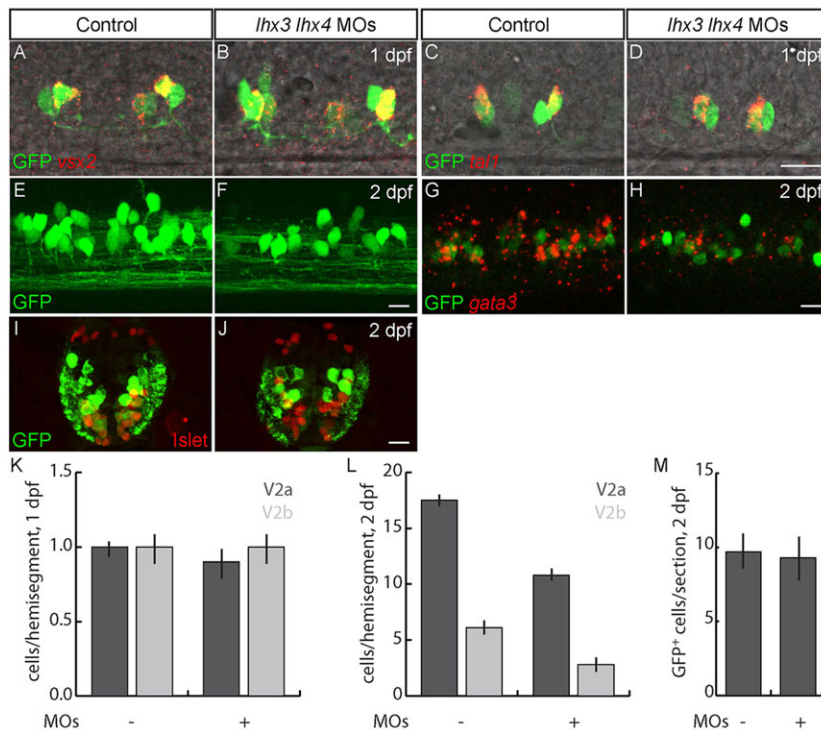 Control
lhx3 lhx4 MOs
Control
lhx3 lhx4 MOs
A
GFP vsx2
B
1 dpf
C
GFP tal1
D
1 dpf
E
GFP
F
2 dpf
G
GFP gata3
H
2 dpf
I
GFP
Islet
J
2 dpf
K
cells/hemisegment, 1 dpf
1.5
1.0
0.5
0.0
V2a
V2b
MOs
-
+
L
cells/hemisegment, 2 dpf
20
15
10
5
0
V2a
V2b
MOs
-
+
M
GFP⁺ cells/section, 2 dpf
15
10
5
0
MOs
-
+